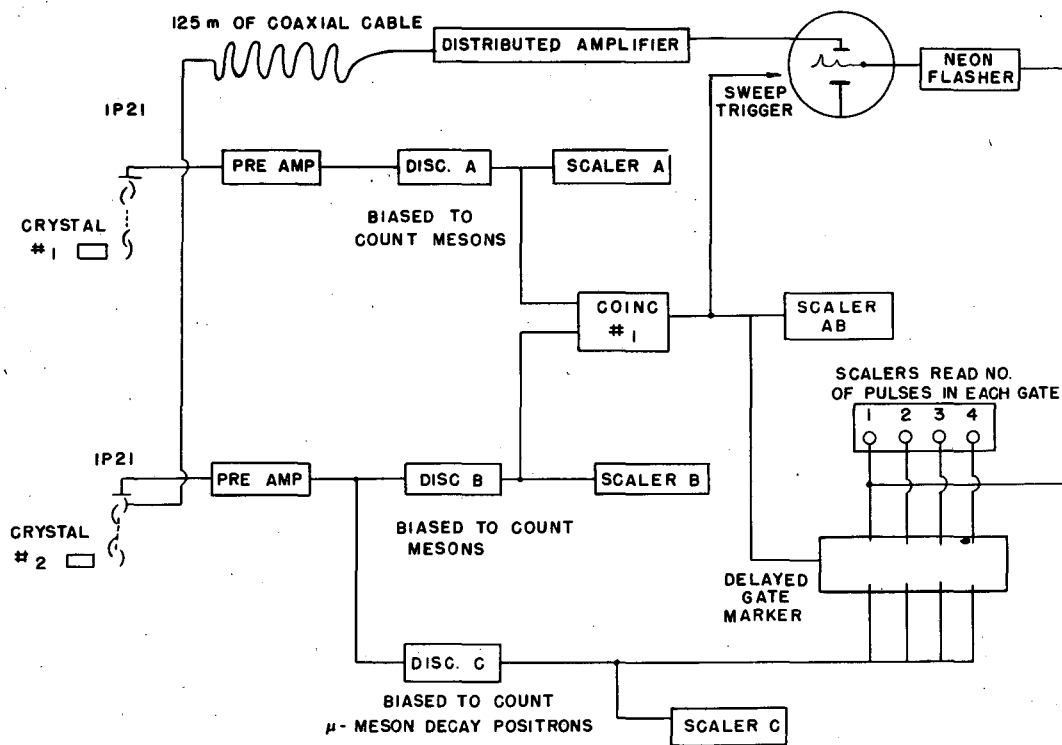 125 m OF COAXIAL CABLE
DISTRIBUTED AMPLIFIER
NEON
FLASHER
SWEEP
TRIGGER
1P21
PRE AMP
DISC. A
SCALER A
BIASED TO
COUNT MESONS
CRYSTAL
#1
COINC
#1
SCALER
AB
SCALERS READ NO.
OF PULSES IN EACH GATE
1 2 3 4
1P21
PRE AMP
DISC B
SCALER B
BIASED TO COUNT
MESONS
CRYSTAL
#2
DELAYED
GATE
MARKER
DISC. C
BIASED TO COUNT
μ-MESON DECAY POSITRONS
SCALER C